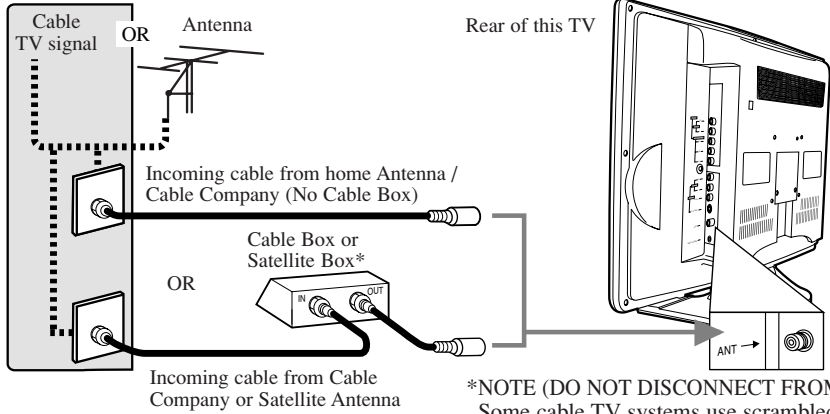 Cable
TV signal
OR
Antenna
Rear of this TV
Incoming cable from home Antenna /
Cable Company (No Cable Box)
Cable Box or
Satellite Box*
OR
IN
OUT
ANT
Incoming cable from Cable
Company or Satellite Antenna
*NOTE (DO NOT DISCONNECT FROM
Some cable TV systems use scrambled